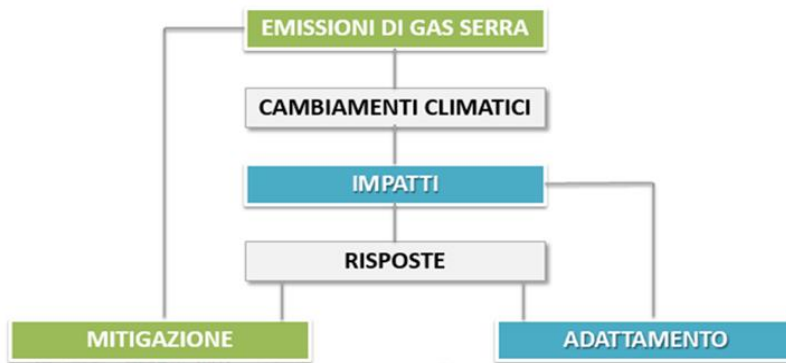 EMISSIONI DI GAS SERRA
CAMBIAMENTI CLIMATICI
IMPATTI
RISPOSTE
MITIGAZIONE
ADATTAMENTO